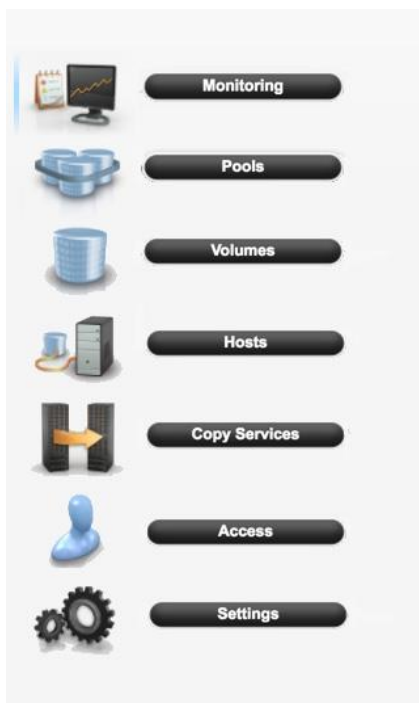 Monitoring
Pools
Volumes
Hosts
Copy Services
Access
Settings